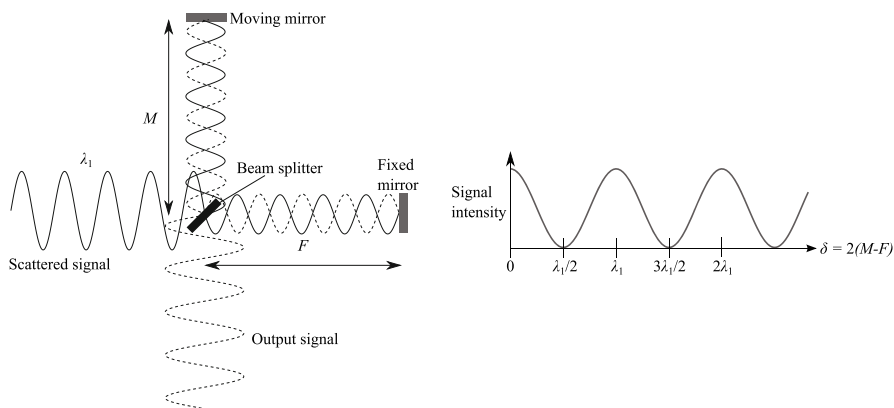 Moving mirror
M
λ1
Beam splitter
Fixed
mirror
F
Scattered signal
Output signal
Signal
intensity
0
λ1/2
λ1
3λ1/2
2λ1
δ = 2(M-F)